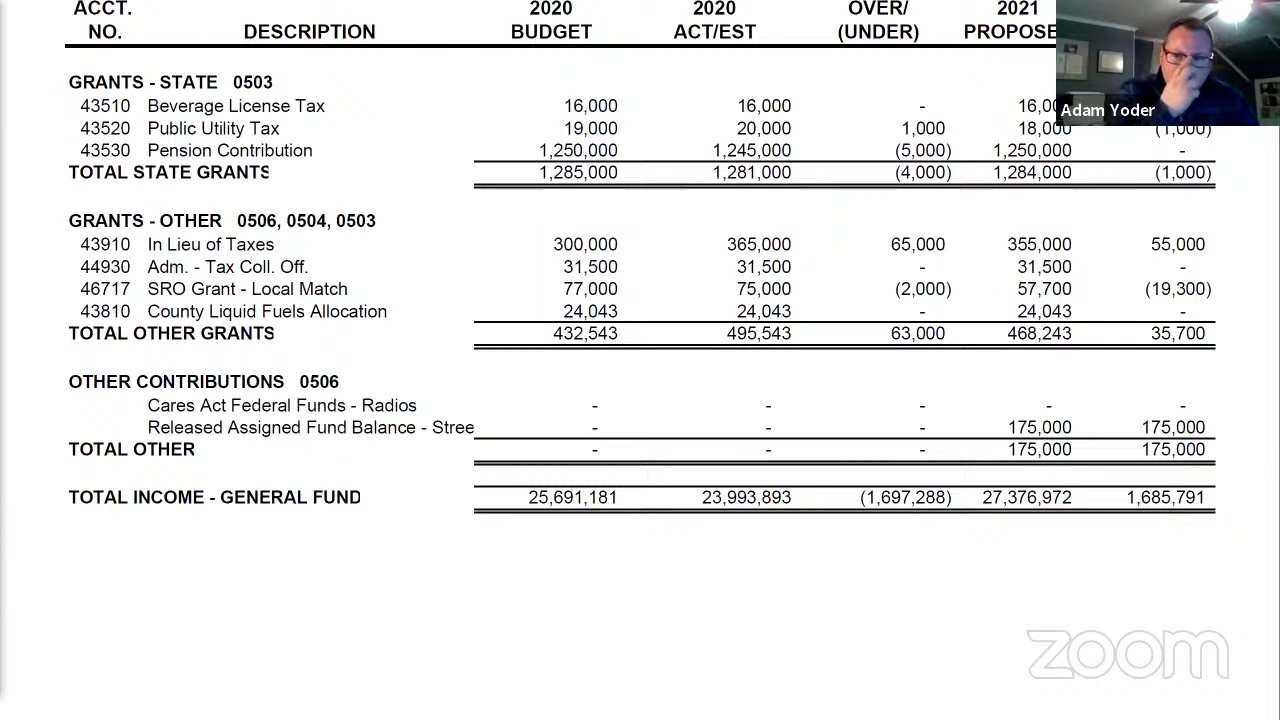 ACCT. 2020 2020 OVER/ 2021
NO. DESCRIPTION BUDGET ACT/EST (UNDER)
GRANTS - STATE 0503
43510 Beverage License Tax 16,000 16,000 -
43520 Public Utility Tax 19,000 20,000 1,000 18,000 (1,000)
43530 Pension Contribution 1,250,000 1,245,000 (5,000) 1,250,000 -
TOTAL STATE GRANTS 1,285,000 1,281,000 (4,000) 1,284,000 (1,000)
GRANTS - OTHER 0506, 0504, 0503
43910 In Lieu of Taxes 300,000 365,000 65,000 355,000 55,000
44930 Adm. - Tax Coll. Off. 31,500 31,500 - 31,500 -
46717 SRO Grant - Local Match 77,000 75,000 (2,000) 57,700 (19,300)
43810 County Liquid Fuels Allocation 24,043 24,043 - 24,043 -
TOTAL OTHER GRANTS 432,543 495,543 63,000 468,243 35,700
OTHER CONTRIBUTIONS 0506
Cares Act Federal Funds - Radios - - - - -
Released Assigned Fund Balance - Stree - - - 175,000 175,000
TOTAL OTHER - - - 175,000 175,000
TOTAL INCOME - GENERAL FUND 25,691,181 23,993,893 (1,697,288) 27,376,972 1,685,791
Adam Yoder
zoom